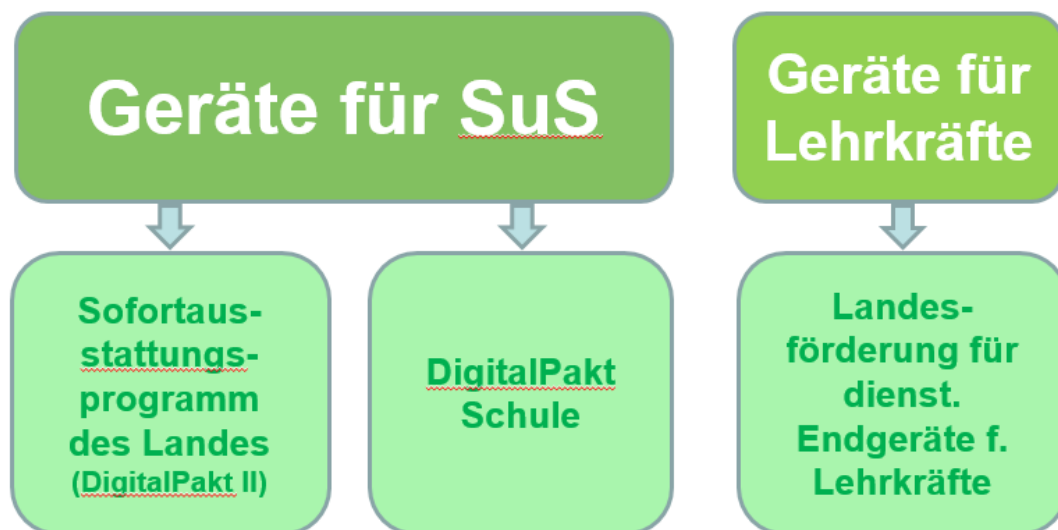 Geräte für SuS
Geräte für
Lehrkräfte
Sofortaus-
stattungs-
programm
des Landes
(DigitalPakt II)
DigitalPakt
Schule
Landes-
förderung für
dienst.
Endgeräte f.
Lehrkräfte